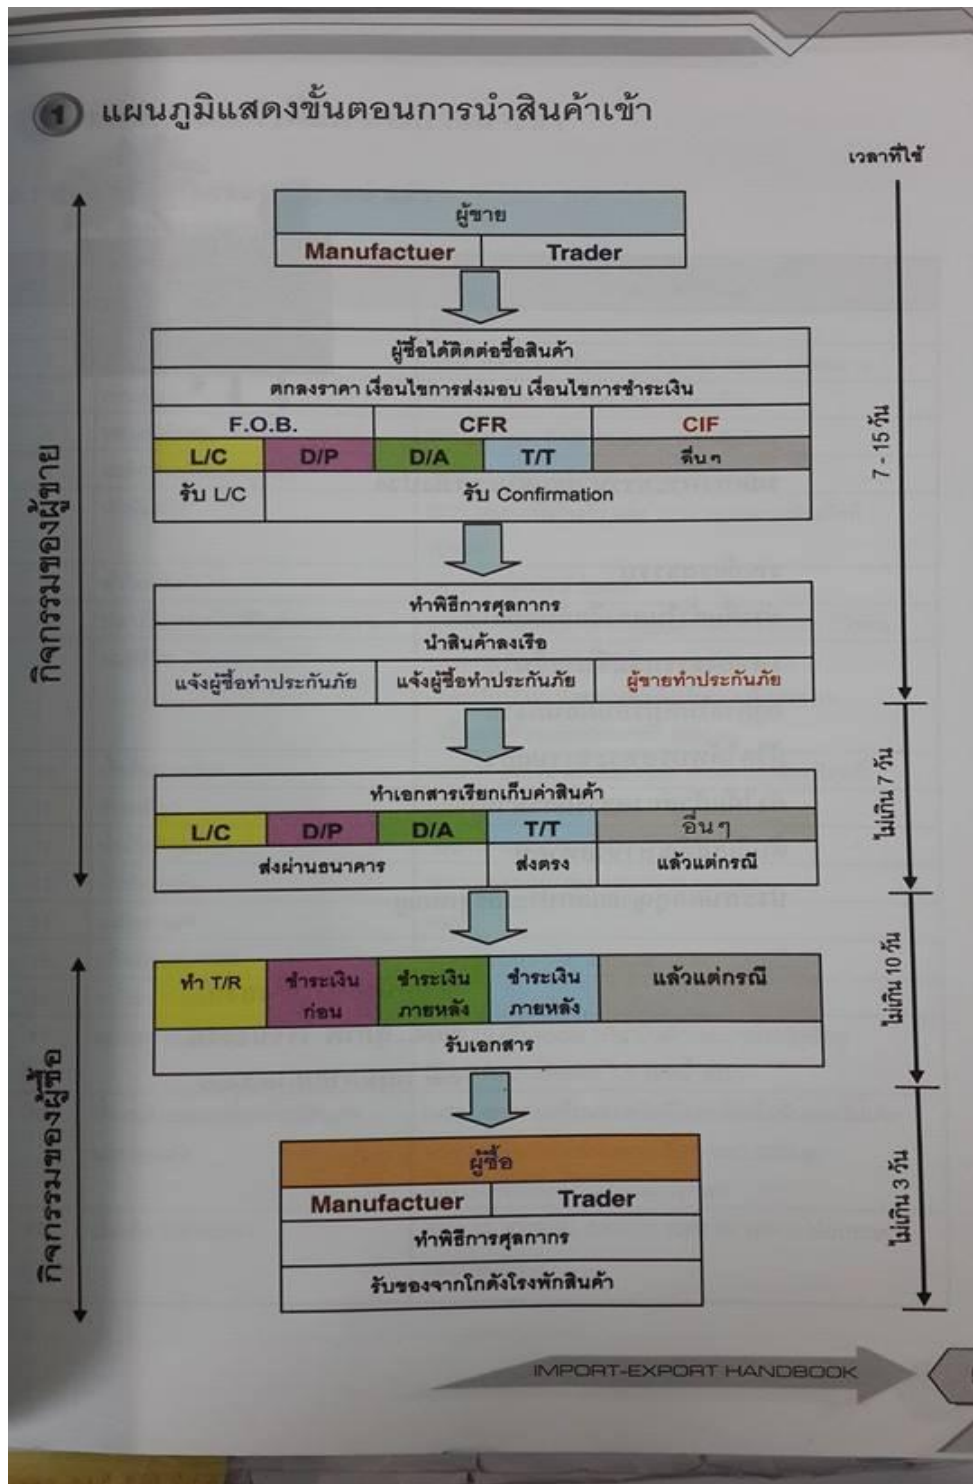 1 แผนภูมิแสดงขั้นตอนการนำสินค้าเข้า
เวลาที่ใช้
ผู้ขาย
Manufactuer Trader
ผู้ซื้อได้ติดต่อซื้อสินค้า
ตกลงราคา เงื่อนไขการส่งมอบ เงื่อนไขการชำระเงิน
F.O.B. CFR CIF
L/C D/P D/A T/T อื่นๆ
รับ L/C รับ Confirmation
7 - 15 วัน
กิจกรรมของผู้ขาย
ทำพิธีการศุลกากร
นำสินค้าลงเรือ
แจ้งผู้ซื้อทำประกันภัย แจ้งผู้ซื้อทำประกันภัย ผู้ขายทำประกันภัย
ทำเอกสารเรียกเก็บค่าสินค้า
L/C D/P D/A T/T อื่นๆ
ส่งผ่านธนาคาร ส่งตรง แล้วแต่กรณี
ไม่เกิน 7 วัน
ทำ T/R ชำระเงิน ชำระเงิน ชำระเงิน แล้วแต่กรณี
ก่อน ภายหลัง ภายหลัง
รับเอกสาร
ไม่เกิน 10 วัน
กิจกรรมของผู้ซื้อ
ผู้ซื้อ
Manufactuer Trader
ทำพิธีการศุลกากร
รับของจากโกดังโรงพักสินค้า
ไม่เกิน 3 วัน
IMPORT-EXPORT HANDBOOK